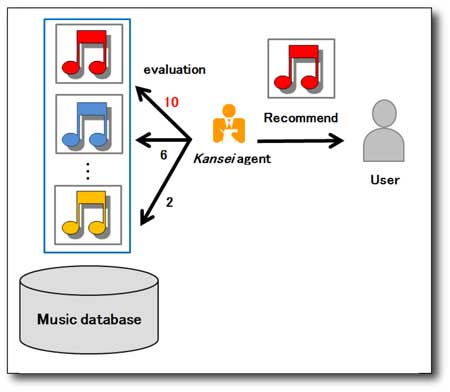 evaluation
10
6
2
Kansei agent
Recommend
User
Music database